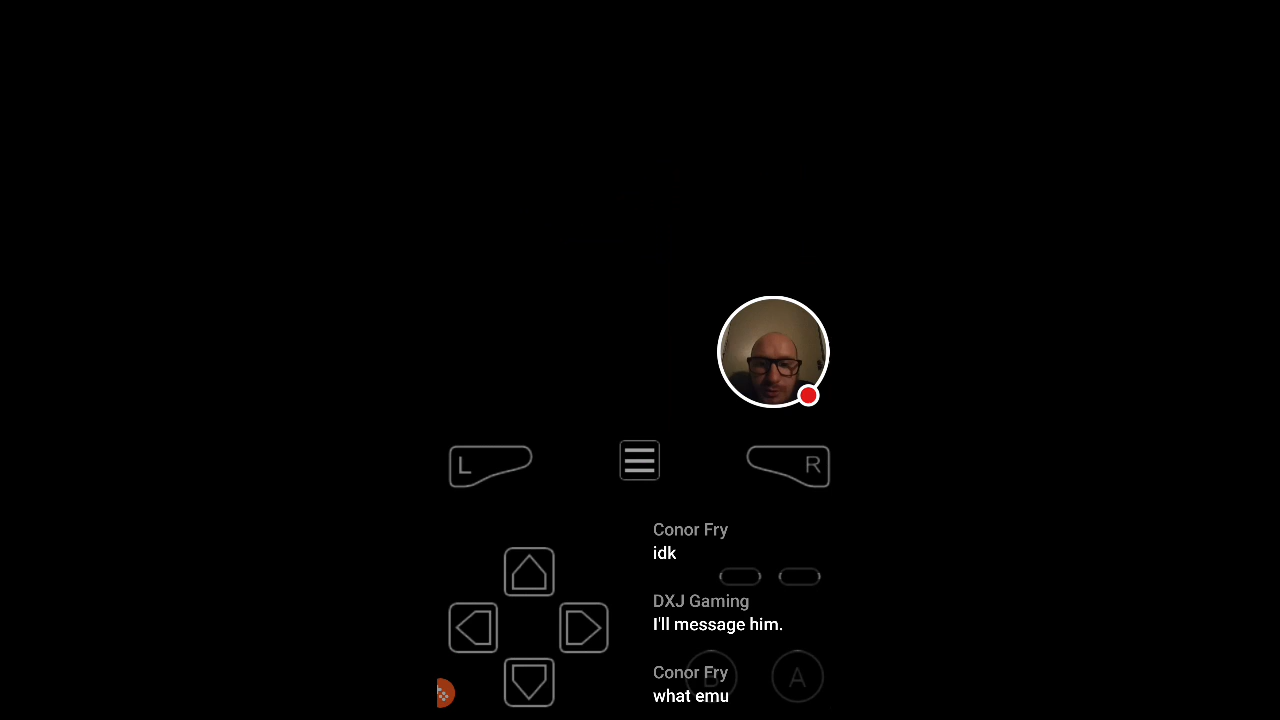 L
R
Conor Fry
idk
DXJ Gaming
I'll message him.
Conor Fry
what emu
B
A